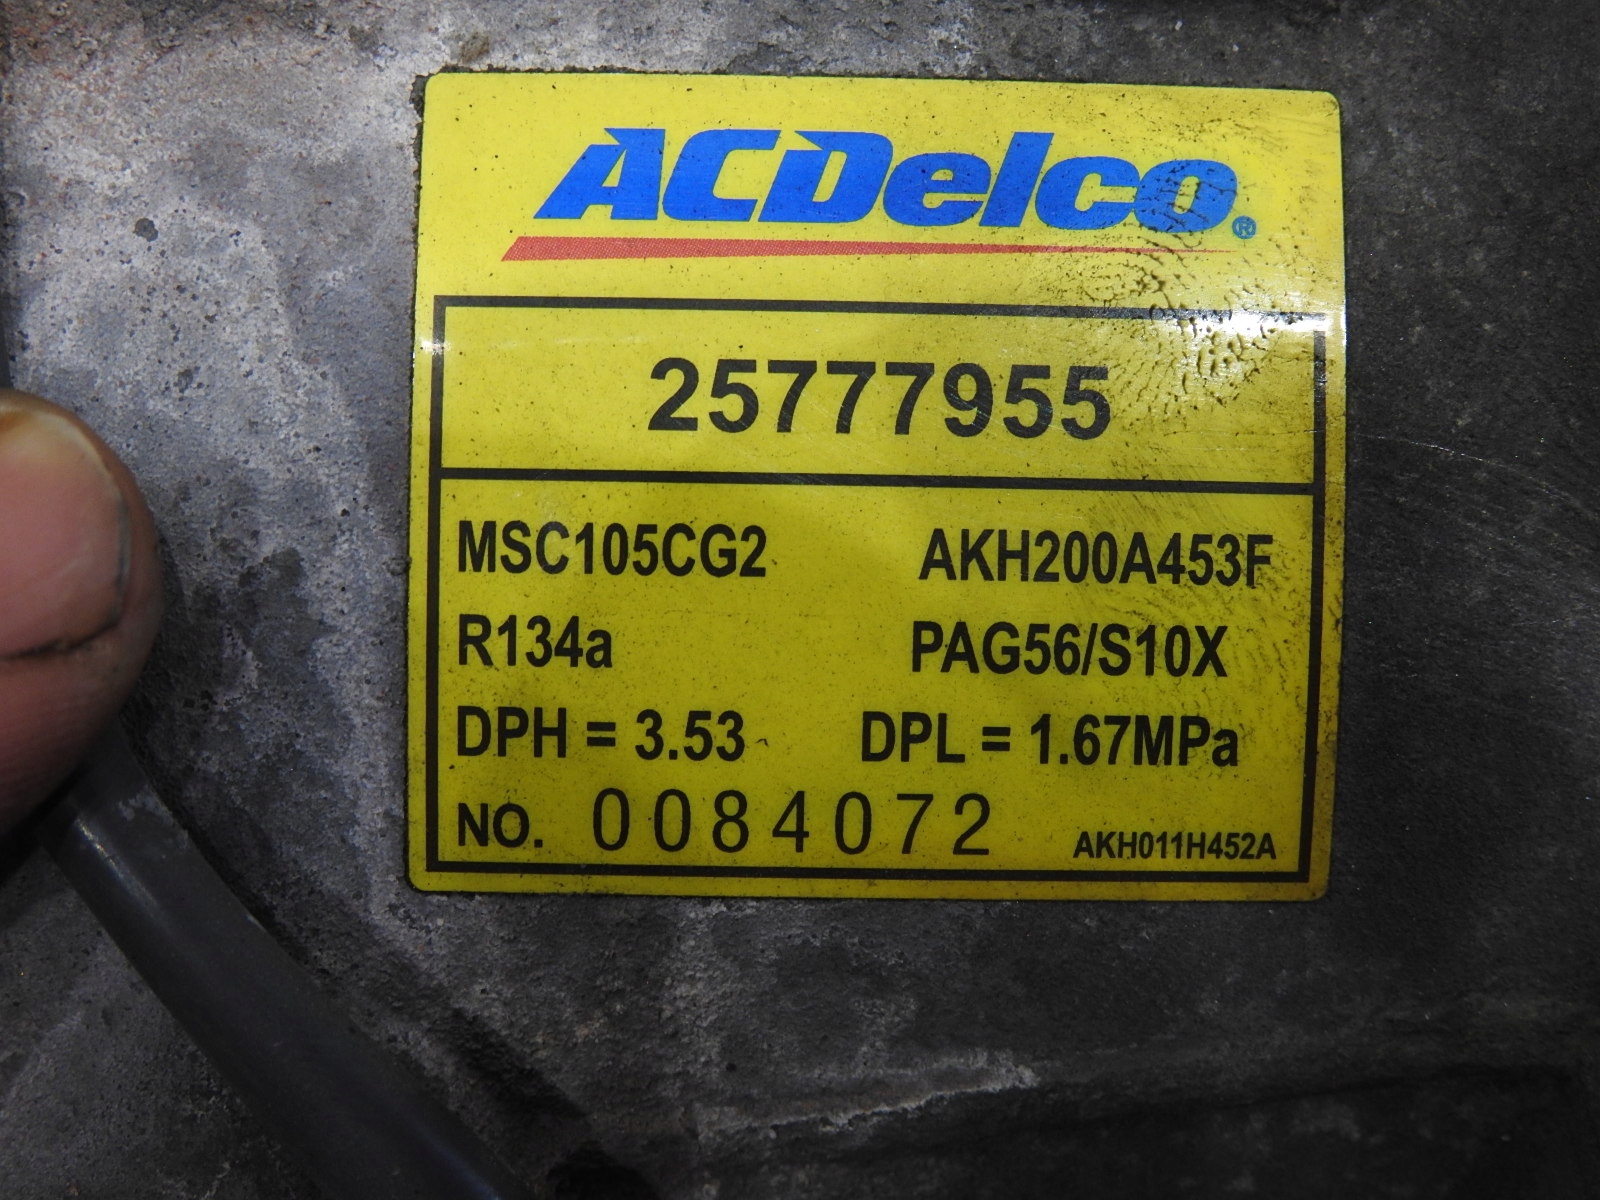 ACDelco®
25777955
MSC105CG2 AKH200A453F
R134a PAG56/S10X
DPH = 3.53 DPL = 1.67MPa
NO. 0084072 AKH011H452A